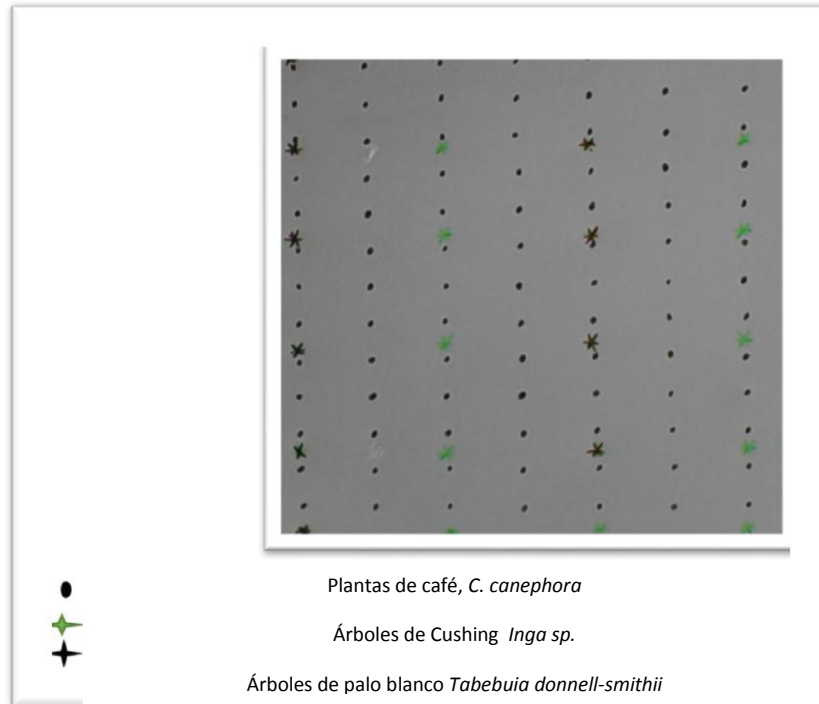 Plantas de café, C. canephora
Árboles de Cushing Inga sp.
Árboles de palo blanco Tabebuia donnell-smithii